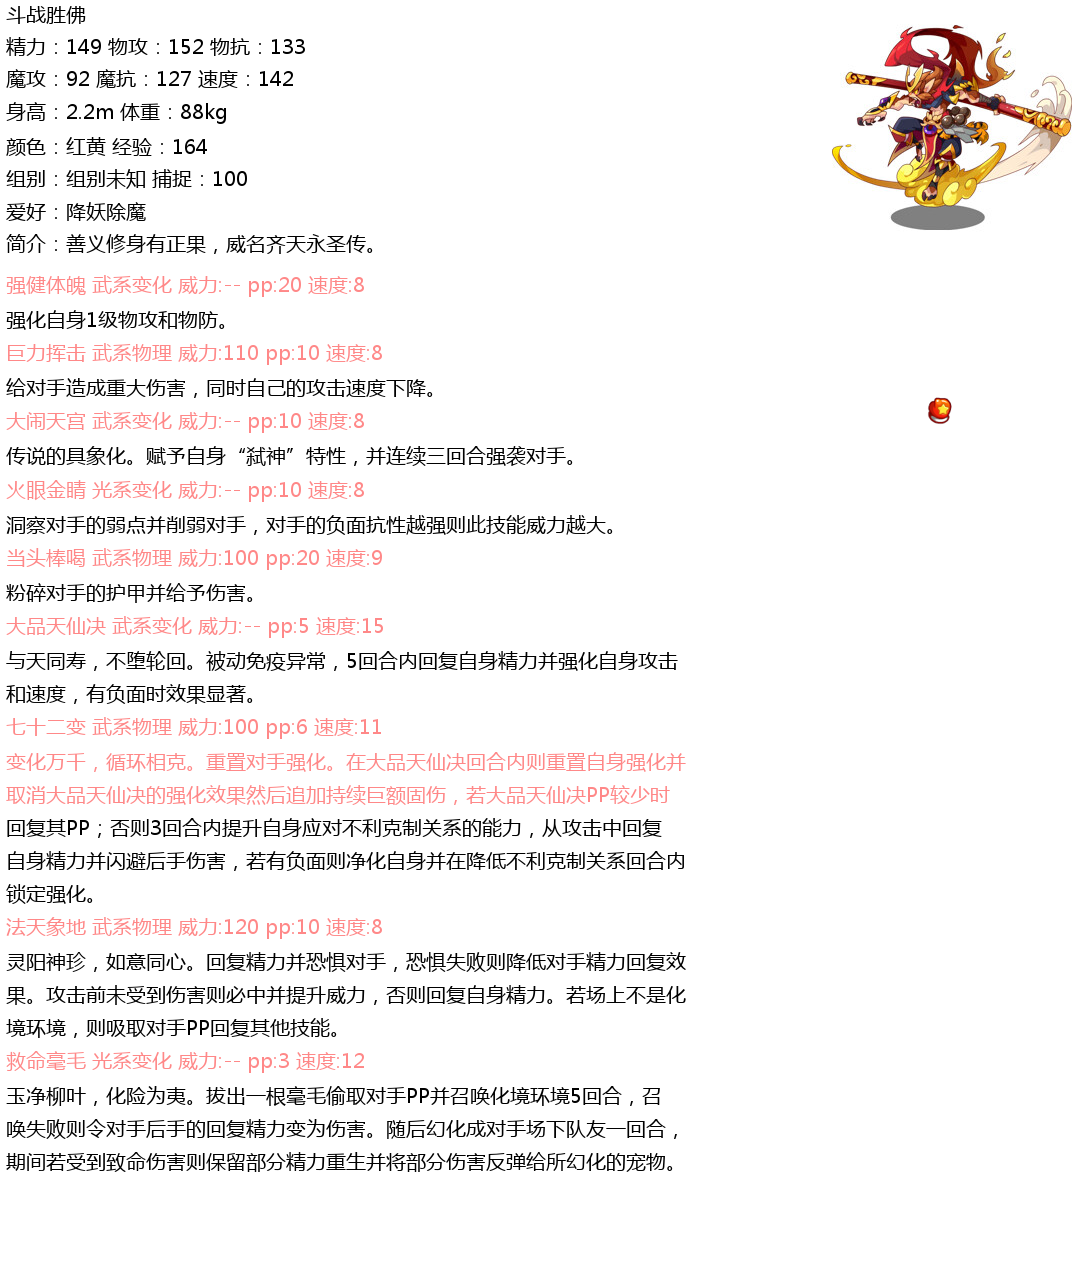 斗战胜佛
精力：149 物攻：152 物抗：133
魔攻：92 魔抗：127 速度：142
身高：2.2m 体重：88kg
颜色：红黄 经验：164
组别：组别未知 捕捉：100
爱好：降妖除魔
简介：善义修身有正果，威名齐天永圣传。
强健体魄 武系变化 威力:-- pp:20 速度:8
强化自身1级物攻和物防。
巨力挥击 武系物理 威力:110 pp:10 速度:8
给对手造成重大伤害，同时自己的攻击速度下降。
大闹天宫 武系变化 威力:-- pp:10 速度:8
传说的具象化。赋予自身“弑神”特性，并连续三回合强袭对手。
火眼金睛 光系变化 威力:-- pp:10 速度:8
洞察对手的弱点并削弱对手，对手的负面抗性越强则此技能威力越大。
当头棒喝 武系物理 威力:100 pp:20 速度:9
粉碎对手的护甲并给予伤害。
大品天仙决 武系变化 威力:-- pp:5 速度:15
与天同寿，不堕轮回。被动免疫异常，5回合内回复自身精力并强化自身攻击
和速度，有负面时效果显著。
七十二变 武系物理 威力:100 pp:6 速度:11
变化万千，循环相克。重置对手强化。在大品天仙决回合内则重置自身强化并
取消大品天仙决的强化效果然后追加持续巨额固伤，若大品天仙决PP较少时
回复其PP；否则3回合内提升自身应对不利克制关系的能力，从攻击中回复
自身精力并闪避后手伤害，若有负面则净化自身并在降低不利克制关系回合内
锁定强化。
法天象地 武系物理 威力:120 pp:10 速度:8
灵阳神珍，如意同心。回复精力并恐惧对手，恐惧失败则降低对手精力回复效
果。攻击前未受到伤害则必中并提升威力，否则回复自身精力。若场上不是化
境环境，则吸取对手PP回复其他技能。
救命毫毛 光系变化 威力:-- pp:3 速度:12
玉净柳叶，化险为夷。拔出一根毫毛偷取对手PP并召唤化境环境5回合，召
唤失败则令对手后手的回复精力变为伤害。随后幻化成对手场下队友一回合，
期间若受到致命伤害则保留部分精力重生并将部分伤害反弹给所幻化的宠物。